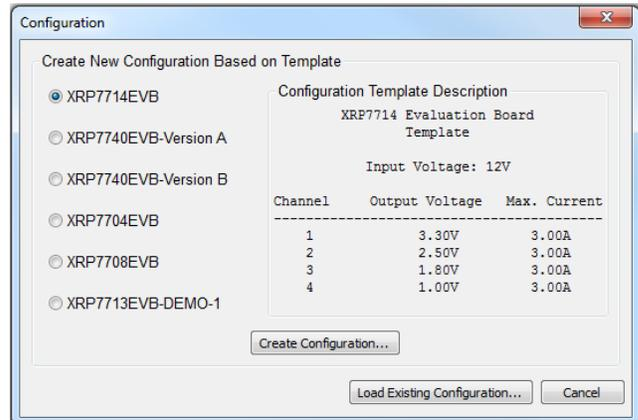 Configuration
Create New Configuration Based on Template
XRP7714EVB
XRP7740EVB-Version A
XRP7740EVB-Version B
XRP7704EVB
XRP7708EVB
XRP7713EVB-DEMO-1
Configuration Template Description
XRP7714 Evaluation Board
Template
Input Voltage: 12V
Channel Output Voltage Max. Current
-----------------------------------------
1 3.30V 3.00A
2 2.50V 3.00A
3 1.80V 3.00A
4 1.00V 3.00A
Create Configuration...
Load Existing Configuration... Cancel